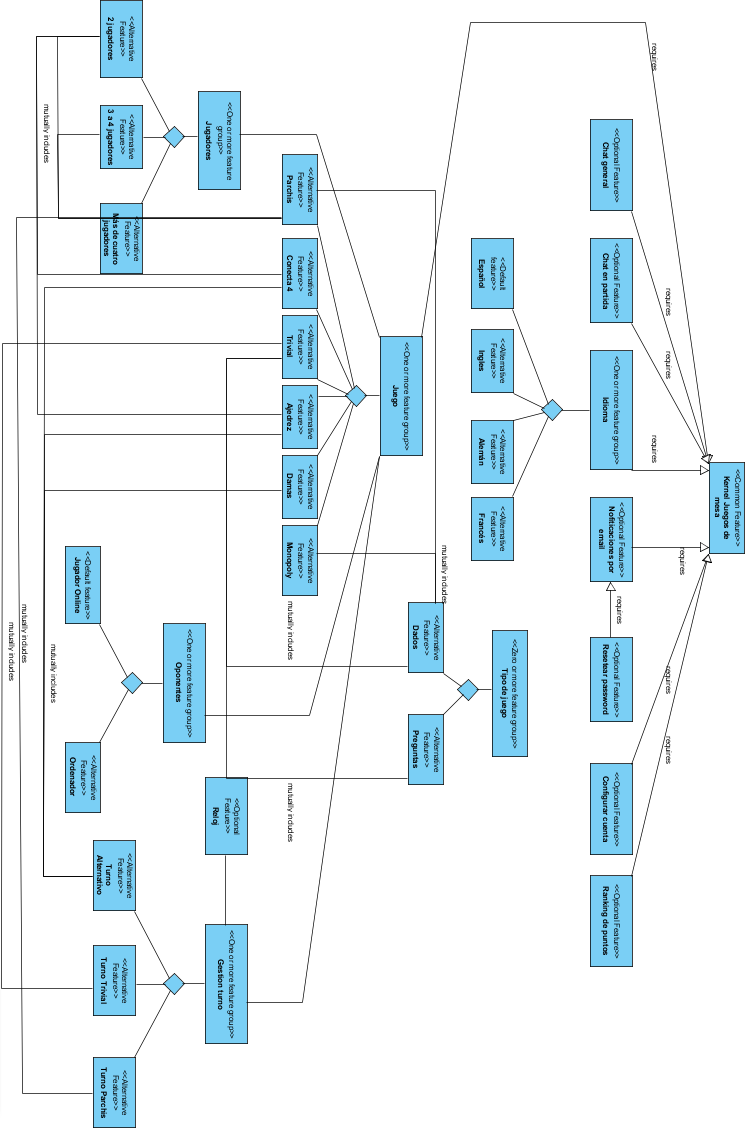 <<Common Feature>>
Kernel Juegos de
mesa
requires
requires
requires
requires
requires
requires
requires
requires
<<Optional Feature>>
Chat general
<<Optional Feature>>
Chat en partida
<<One or more feature group>>
Idioma
<<Optional Feature>>
Nofiticaciones por
email
<<Optional Feature>>
Resetear password
<<Optional Feature>>
Configurar cuenta
<<Optional Feature>>
Ranking de puntos
<<Default
feature>>
Español
<<Alternative
Feature>>
Ingles
<<Alternative
Feature>>
Alemán
<<Alternative
Feature>>
Francés
<<Zero or more feature
group>>
Tipo de juego
mutually includes
<<Alternative
Feature>>
Dados
<<Alternative
Feature>>
Preguntas
<<One or more feature group>>
Juego
<<Alternative
Feature>>
Parchis
<<Alternative
Feature>>
Conecta 4
<<Alternative
Feature>>
Trivial
<<Alternative
Feature>>
Ajedrez
<<Alternative
Feature>>
Damas
<<Alternative
Feature>>
Monopoly
mutually includes
mutually includes
<<One or more feature
group>>
Jugadores
<<Optional
Feature>>
Reloj
<<One or more feature group>>
Gestion turno
<<One or more feature group>>
Oponentes
<<Alternative
Feature>>
2 jugadores
<<Alternative
Feature>>
3 a 4 jugadores
<<Alternative
Feature>>
Más de cuatro
jugadores
<<Alternative
Feature>>
Turno
Alternativo
<<Alternative
Feature>>
Turno Trivial
<<Alternative
Feature>>
Turno Parchis
<<Default feature>>
Jugador Online
<<Alternative
Feature>>
Ordenador
mutually includes
mutually includes
mutually includes
mutually includes